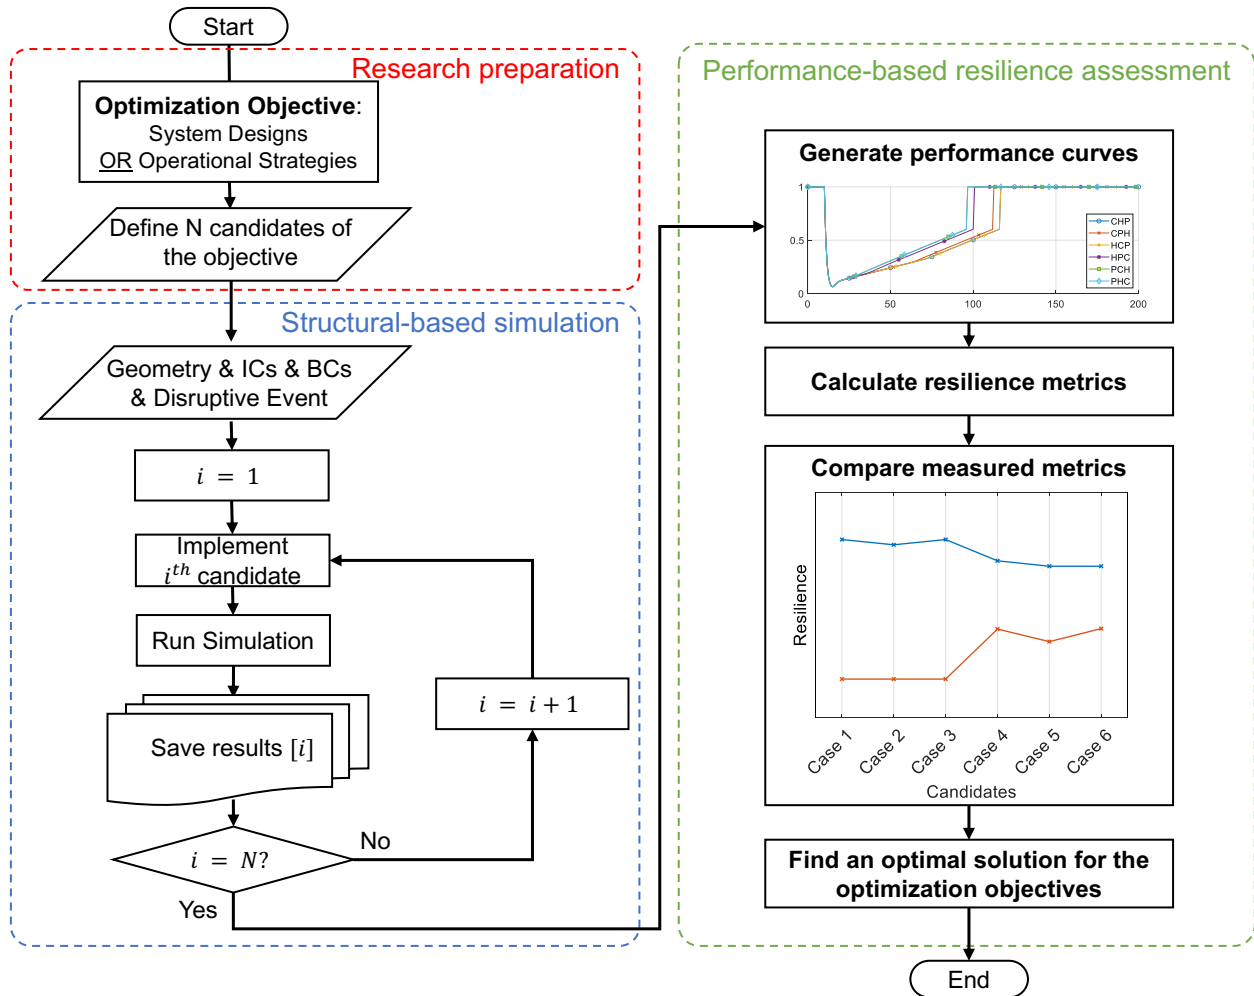 Start
Research preparation
Optimization Objective:
System Designs
OR Operational Strategies
Define N candidates of
the objective
Structural-based simulation
Geometry & ICs & BCs
& Disruptive Event
i = 1
Implement
i^th candidate
Run Simulation
Save results [i]
i = i + 1
i = N?
No
Yes
Performance-based resilience assessment
Generate performance curves
1
0.5
0
0
50
100
150
200
CHP
CPH
HCP
HPC
PCH
PHC
Calculate resilience metrics
Compare measured metrics
Resilience
Case 1
Case 2
Case 3
Case 4
Case 5
Case 6
Candidates
Find an optimal solution for the
optimization objectives
End